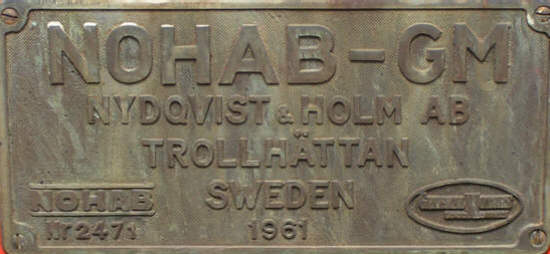 NOHAB-GM
NYDQVIST & HOLM AB
TROLLHÄTTAN
SWEDEN
1961
NOHAB
Nr 2471